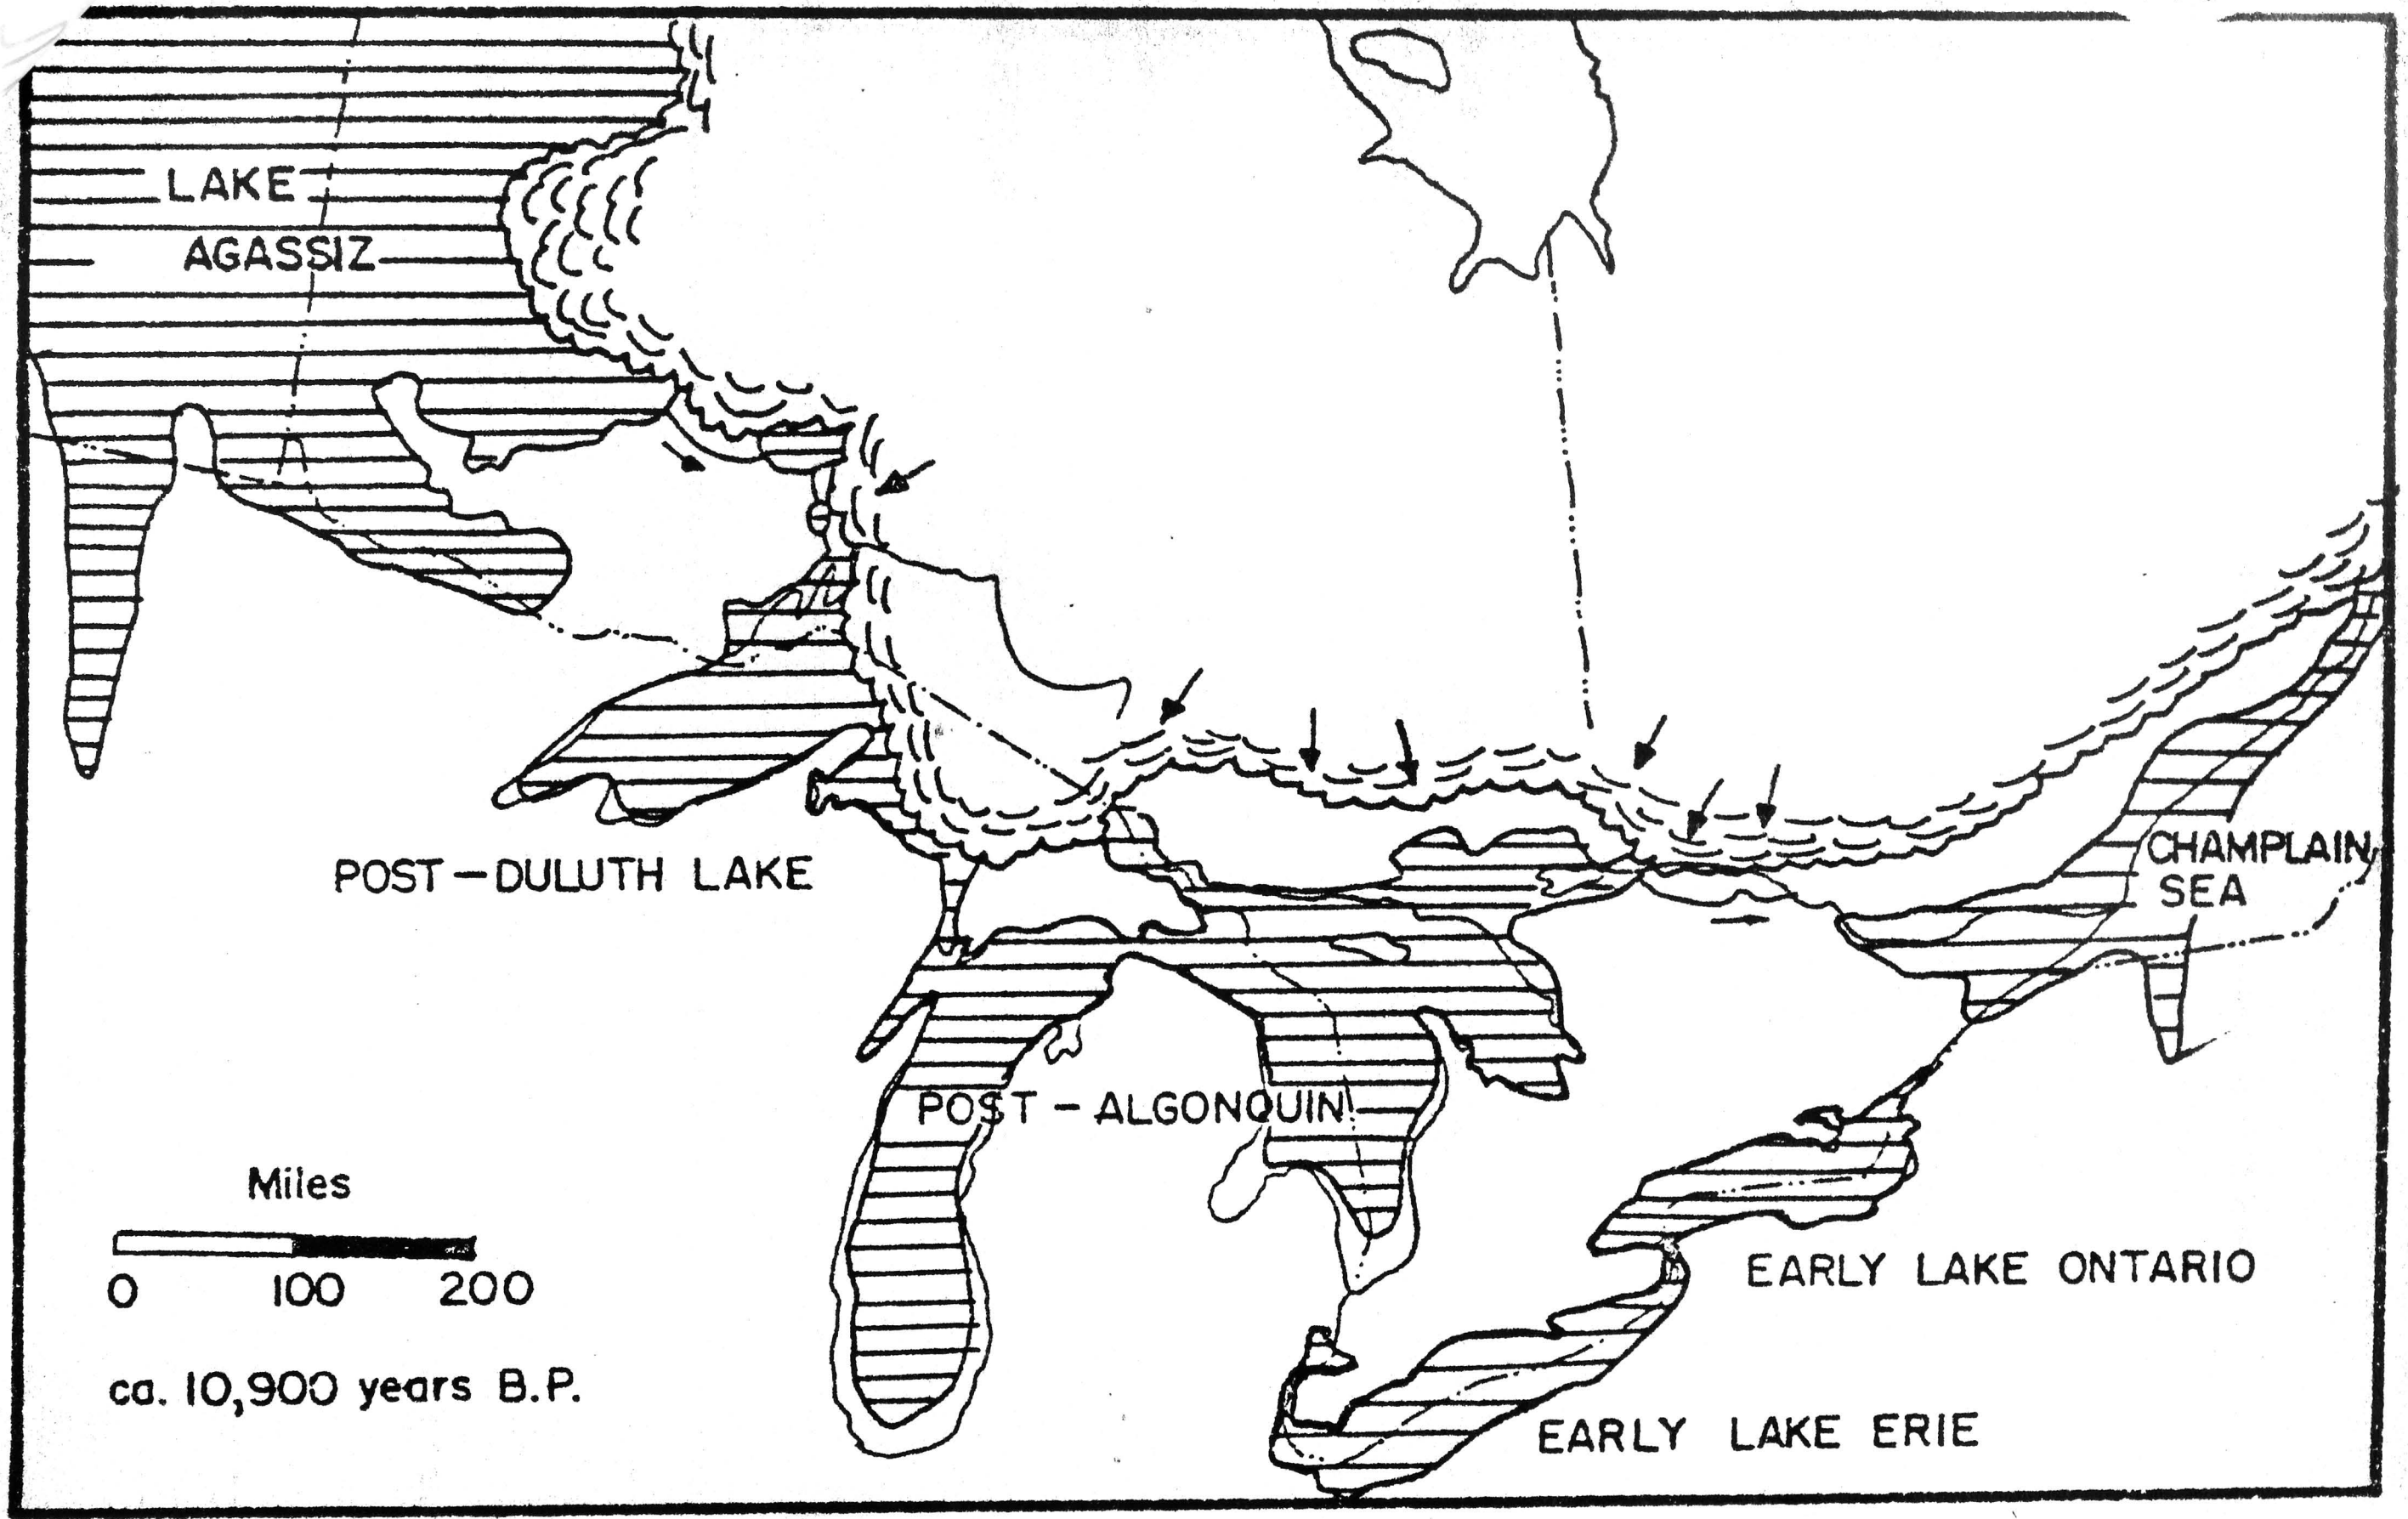 LAKE
AGASSIZ
POST-DULUTH LAKE
CHAMPLAIN
SEA
POST-ALGONQUIN
Miles
0 100 200
EARLY LAKE ONTARIO
ca. 10,900 years B.P.
EARLY LAKE ERIE